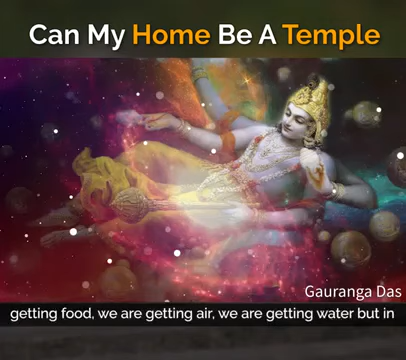 Can My Home Be A Temple
Gauranga Das
getting food, we are getting air, we are getting water but in